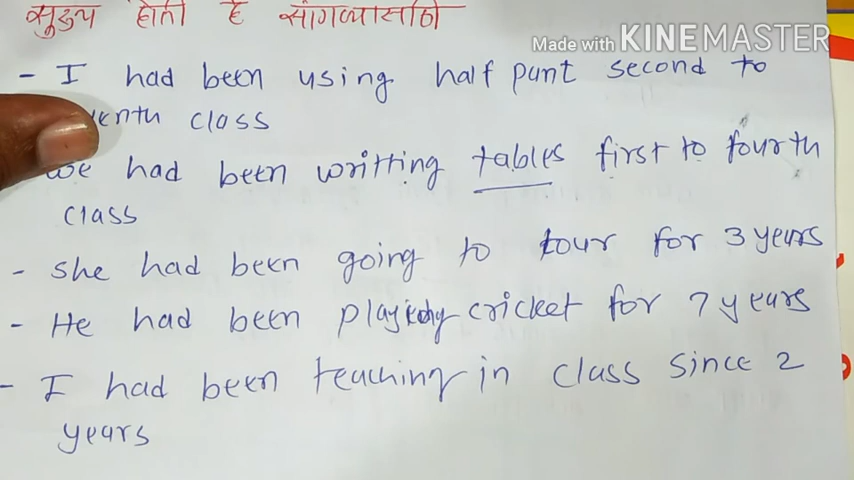 सुडुय होती हे सांगण्यासाठी
Made with KINEMASTER
- I had been using half pant second to
class
we had been writting tables first to fourth
class
- she had been going to tour for 3 years
- He had been playing cricket for 7 years
- I had been teaching in class since 2
years